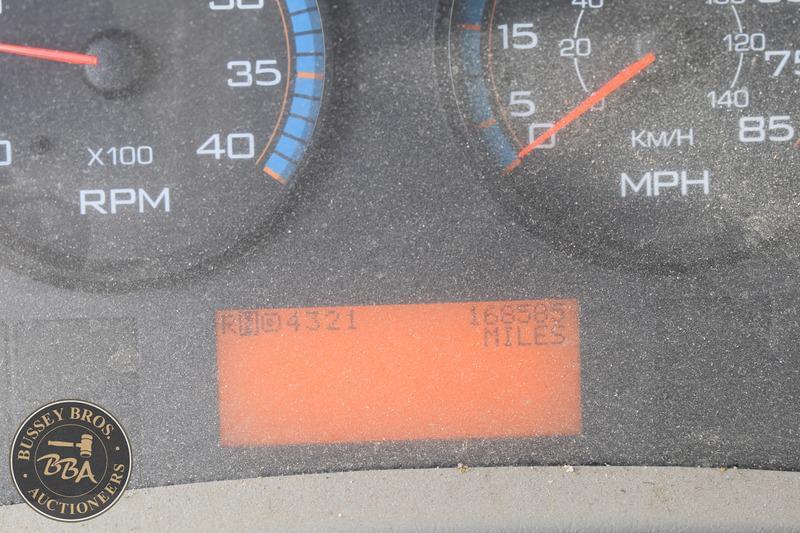 30
35
40
X100
RPM
15
5
0
40
20
120
140
75
85
KM/H
MPH
R N D 4321 168585
MILES
BUSSEY BROS.
BBA
AUCTIONEERS